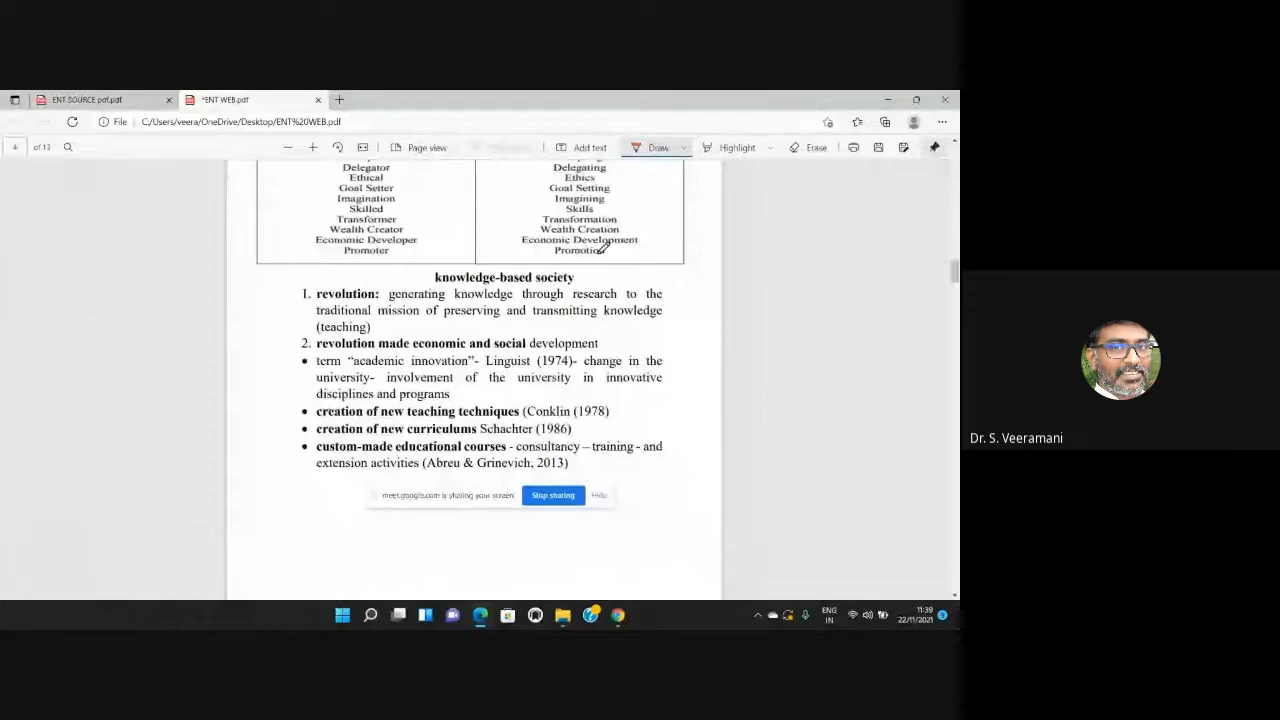 ENT SOURCE pdf.pdf
*ENT WEB.pdf
File
C:/Users/veera/OneDrive/Desktop/ENT%20WEB.pdf
4 of 13
Page view
Add text
Draw
Highlight
Erase
Delegator Delegating
Ethical Ethics
Goal Setter Goal Setting
Imagination Imagining
Skilled Skills
Transformer Transformation
Wealth Creator Wealth Creation
Economic Developer Economic Development
Promoter Promotion
knowledge-based society
1. revolution: generating knowledge through research to the
traditional mission of preserving and transmitting knowledge
(teaching)
2. revolution made economic and social development
• term “academic innovation”- Linguist (1974)- change in the
university- involvement of the university in innovative
disciplines and programs
• creation of new teaching techniques (Conklin (1978)
• creation of new curriculums Schachter (1986)
• custom-made educational courses - consultancy – training - and
extension activities (Abreu & Grinevich, 2013)
meet.google.com is sharing your screen.
Stop sharing
Hide
Dr. S. Veeramani
ENG
IN
11:39
22/11/2021